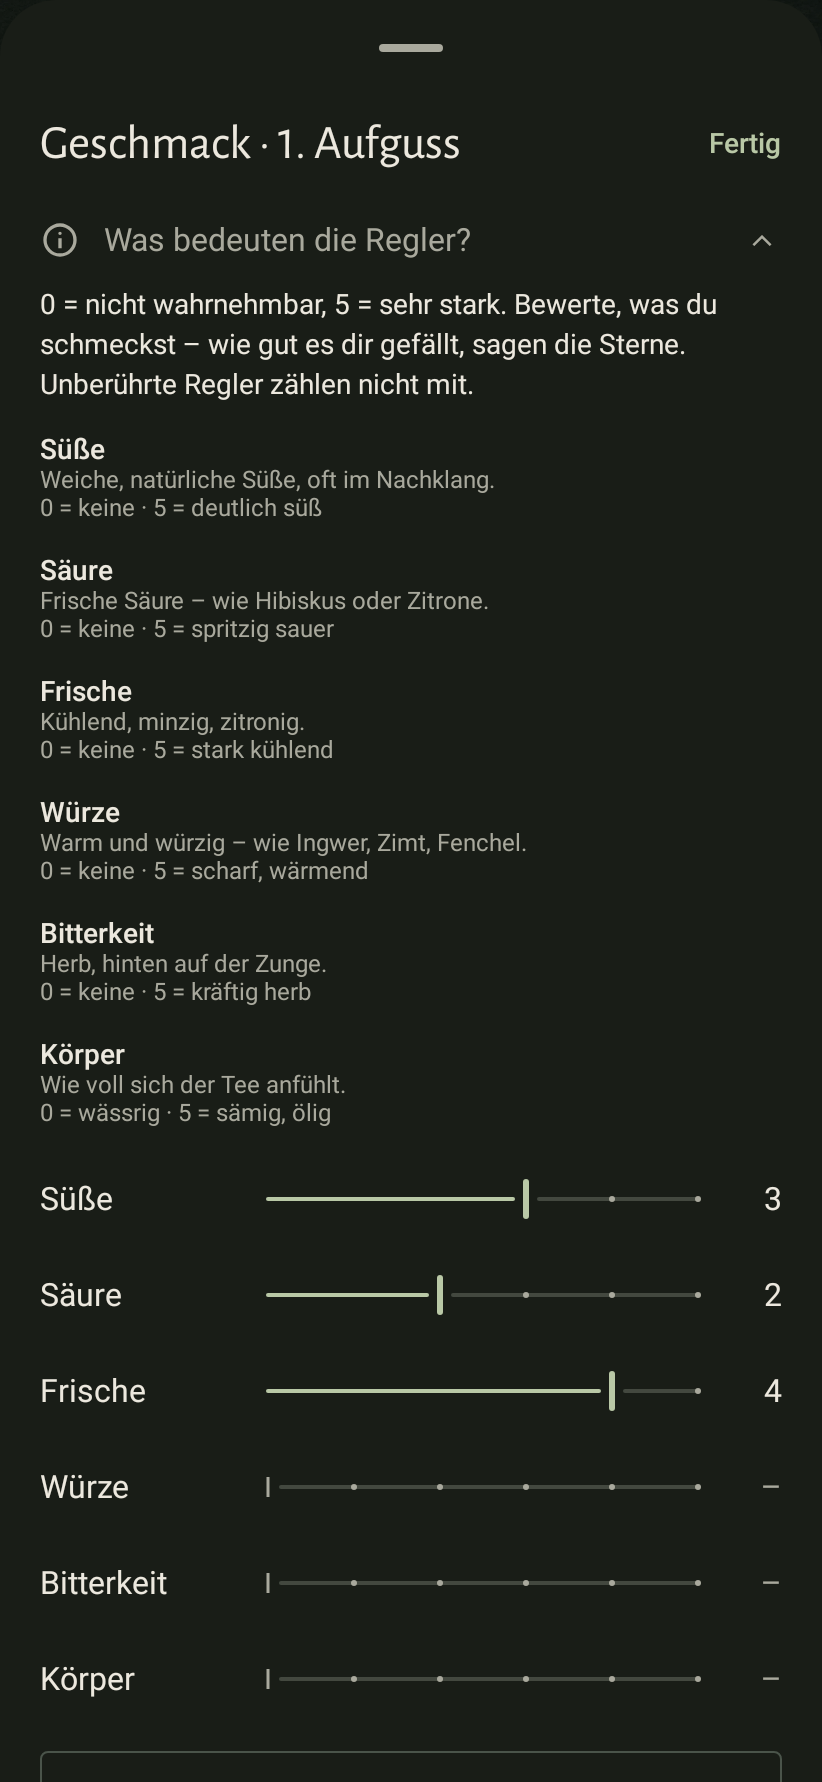 Geschmack · 1. Aufguss
Fertig
Was bedeuten die Regler?
0 = nicht wahrnehmbar, 5 = sehr stark. Bewerte, was du
schmeckst – wie gut es dir gefällt, sagen die Sterne.
Unberührte Regler zählen nicht mit.
Süße
Weiche, natürliche Süße, oft im Nachklang.
0 = keine · 5 = deutlich süß
Säure
Frische Säure – wie Hibiskus oder Zitrone.
0 = keine · 5 = spritzig sauer
Frische
Kühlend, minzig, zitronig.
0 = keine · 5 = stark kühlend
Würze
Warm und würzig – wie Ingwer, Zimt, Fenchel.
0 = keine · 5 = scharf, wärmend
Bitterkeit
Herb, hinten auf der Zunge.
0 = keine · 5 = kräftig herb
Körper
Wie voll sich der Tee anfühlt.
0 = wässrig · 5 = sämig, ölig
Süße 3
Säure 2
Frische 4
Würze –
Bitterkeit –
Körper –